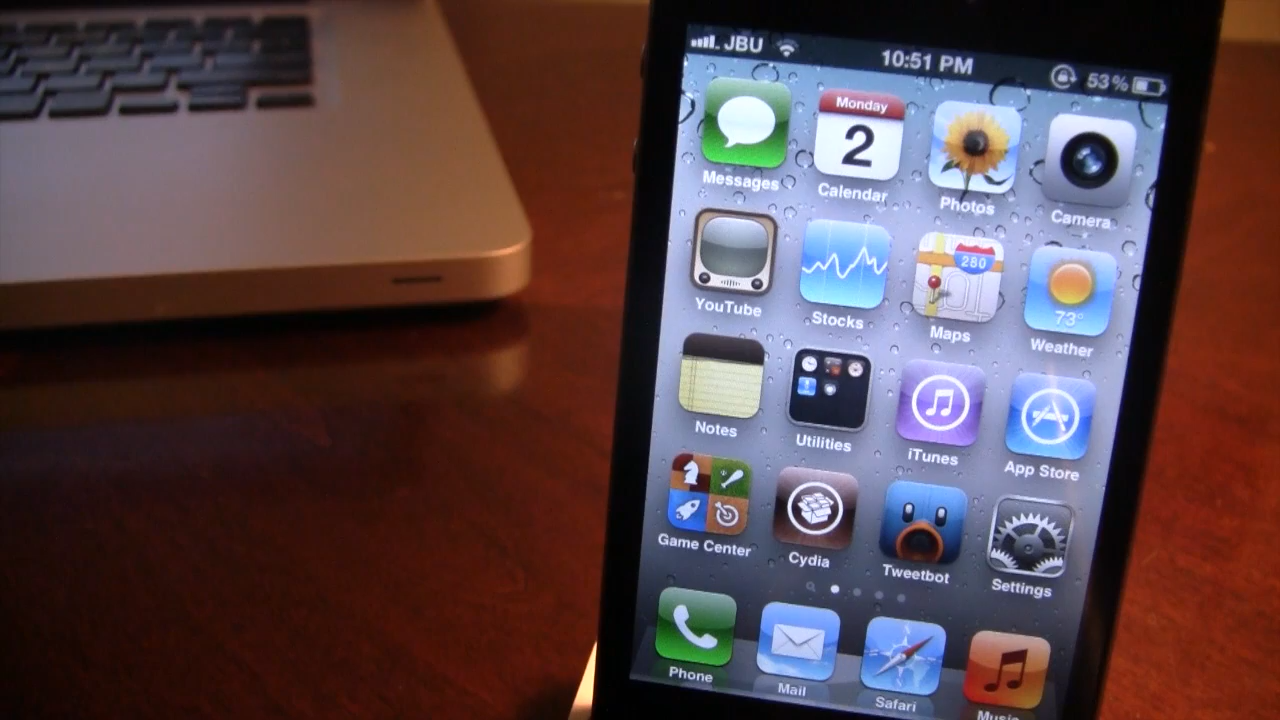 JBU 10:51 PM 53%
Monday
2
Messages Calendar Photos Camera
280
73°
YouTube Stocks Maps Weather
Notes Utilities iTunes App Store
Game Center Cydia Tweetbot Settings
Phone Mail Safari Music